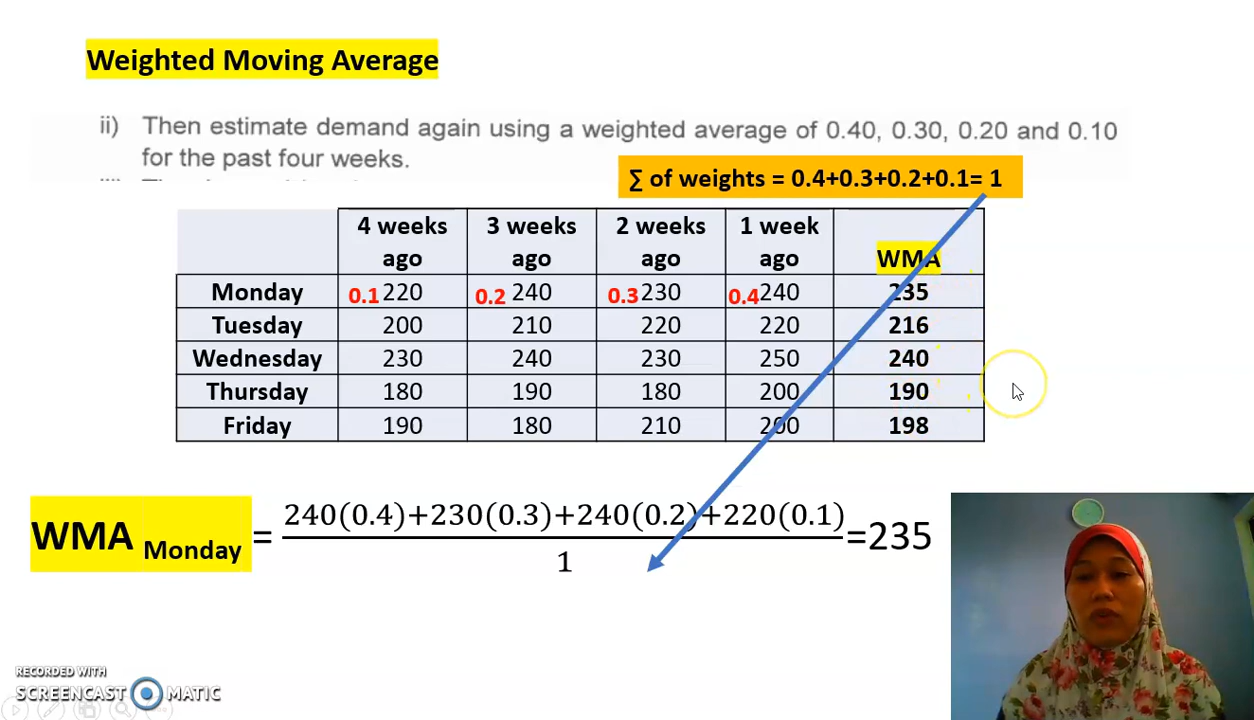 Weighted Moving Average
ii) Then estimate demand again using a weighted average of 0.40, 0.30, 0.20 and 0.10
for the past four weeks.
∑ of weights = 0.4+0.3+0.2+0.1= 1
4 weeks ago 3 weeks ago 2 weeks ago 1 week ago WMA
Monday 0.1 220 0.2 240 0.3 230 0.4 240 235
Tuesday 200 210 220 220 216
Wednesday 230 240 230 250 240
Thursday 180 190 180 200 190
Friday 190 180 210 200 198
240(0.4)+230(0.3)+240(0.2)+220(0.1)
WMA Monday = =235
1
RECORDED WITH
SCREENCAST MATIC